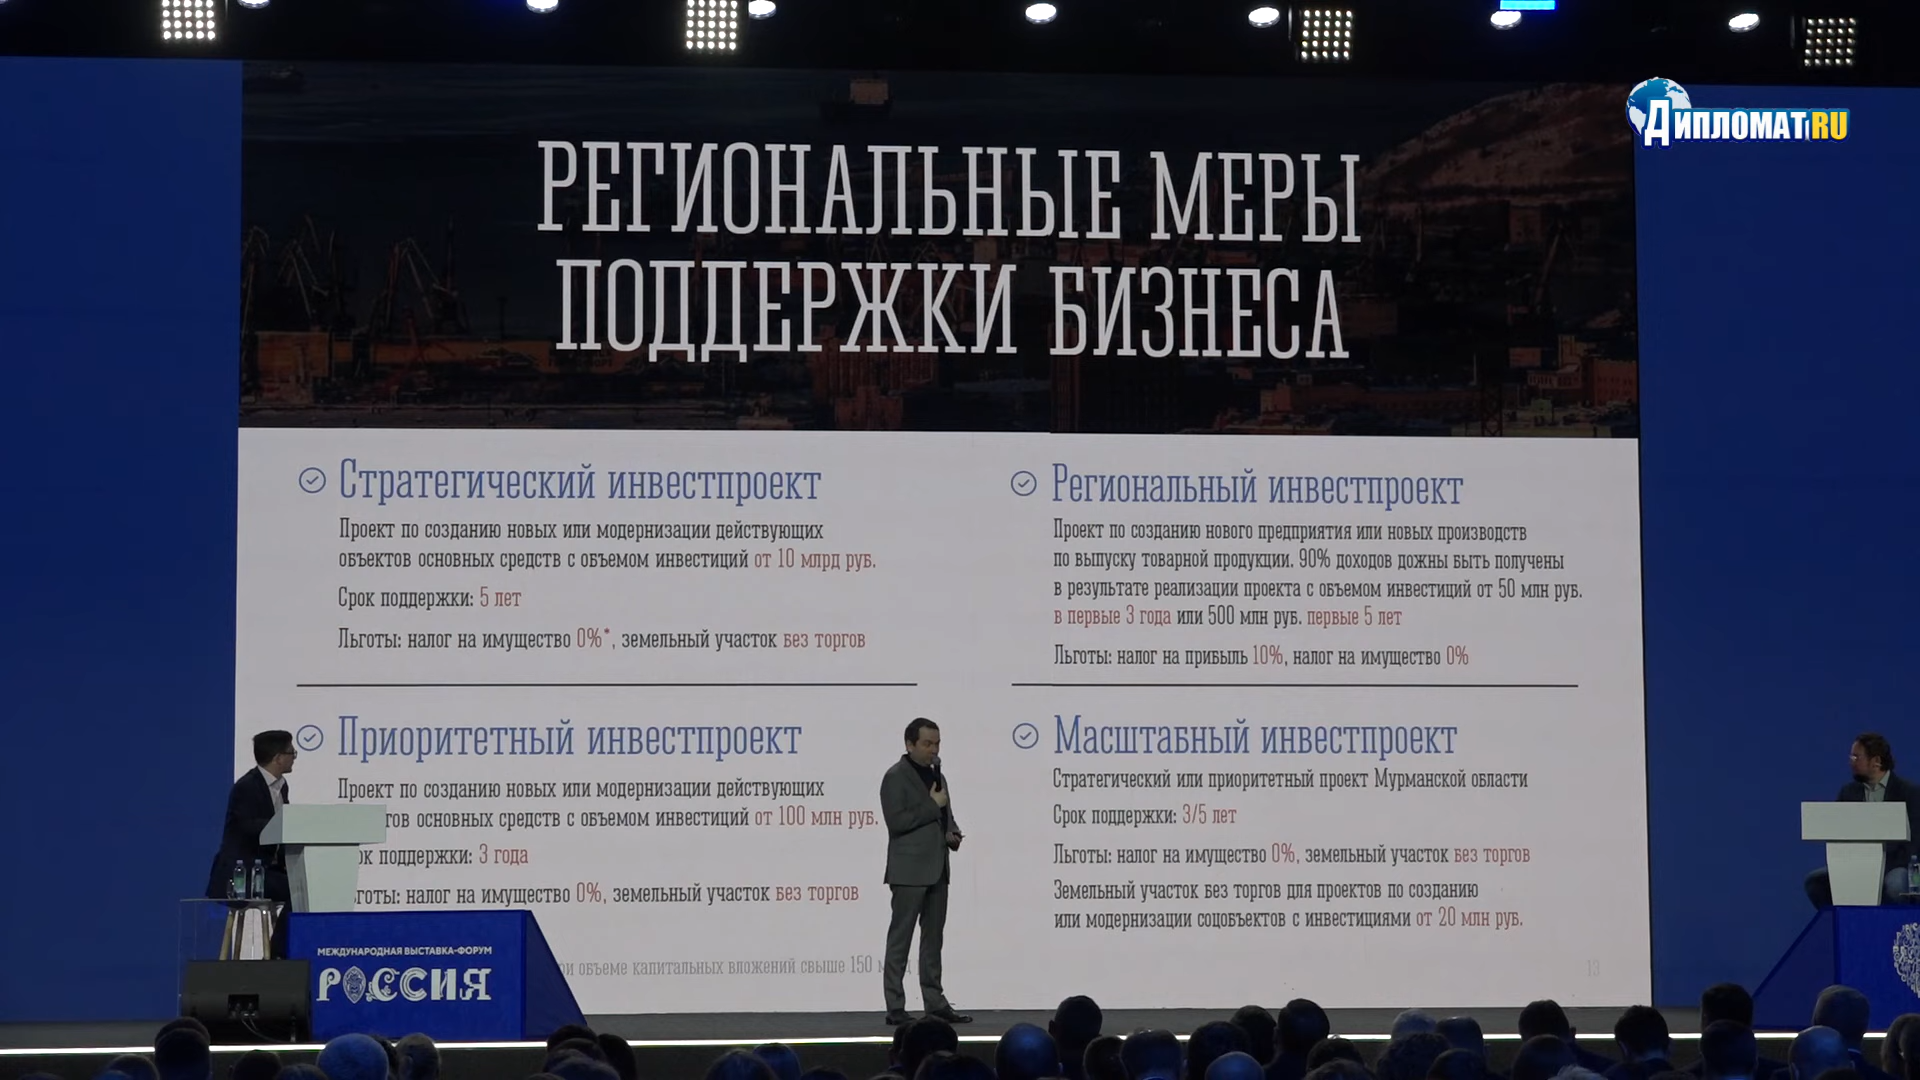 ДИПЛОМАТ.RU
РЕГИОНАЛЬНЫЕ МЕРЫ
ПОДДЕРЖКИ БИЗНЕСА
Стратегический инвестпроект
Проект по созданию новых или модернизации действующих
объектов основных средств с объемом инвестиций от 10 млрд руб.
Срок поддержки: 5 лет
Льготы: налог на имущество 0%*, земельный участок без торгов
Региональный инвестпроект
Проект по созданию нового предприятия или новых производств
по выпуску товарной продукции. 90% доходов дожны быть получены
в результате реализации проекта с объемом инвестиций от 50 млн руб.
в первые 3 года или 500 млн руб. первые 5 лет
Льготы: налог на прибыль 10%, налог на имущество 0%
Приоритетный инвестпроект
Проект по созданию новых или модернизации действующих
тов основных средств с объемом инвестиций от 100 млн руб.
ок поддержки: 3 года
готы: налог на имущество 0%, земельный участок без торгов
Масштабный инвестпроект
Стратегический или приоритетный проект Мурманской области
Срок поддержки: 3/5 лет
Льготы: налог на имущество 0%, земельный участок без торгов
Земельный участок без торгов для проектов по созданию
или модернизации соцобъектов с инвестициями от 20 млн руб.
ри объеме капитальных вложений свыше 150 м
13
МЕЖДУНАРОДНАЯ ВЫСТАВКА-ФОРУМ
РОССИЯ